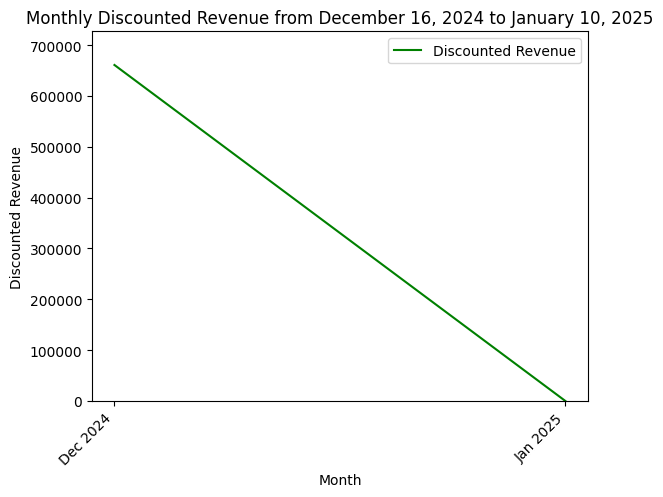 Monthly Discounted Revenue from December 16, 2024 to January 10, 2025
Discounted Revenue
700000
600000
500000
400000
300000
200000
100000
0
Discounted Revenue
Dec 2024
Jan 2025
Month